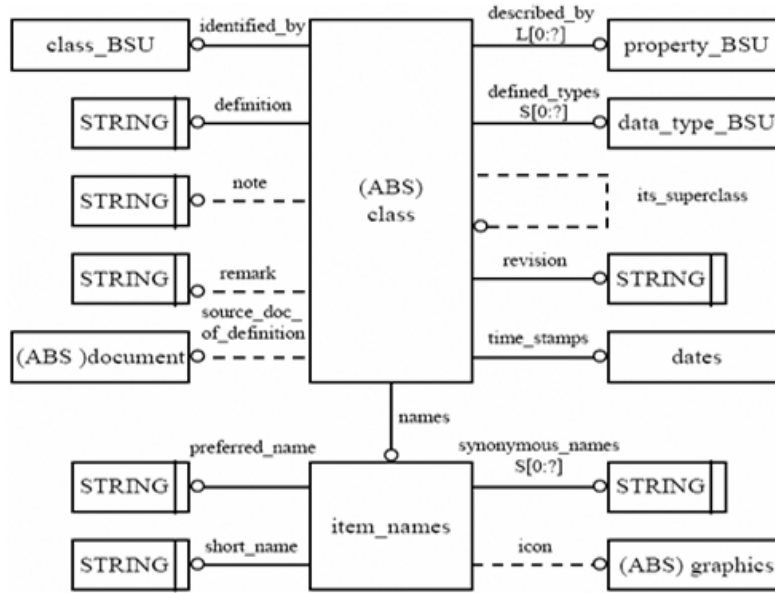 identified_by
described_by
L[0:?]
class_BSU
property_BSU
definition
defined_types
S[0:?]
STRING
data_type_BSU
note
(ABS)
class
its_superclass
STRING
remark
revision
STRING
STRING
source_doc_
of_definition
time_stamps
(ABS )document
dates
names
preferred_name
synonymous_names
S[0:?]
STRING
STRING
item_names
short_name
icon
STRING
(ABS) graphics